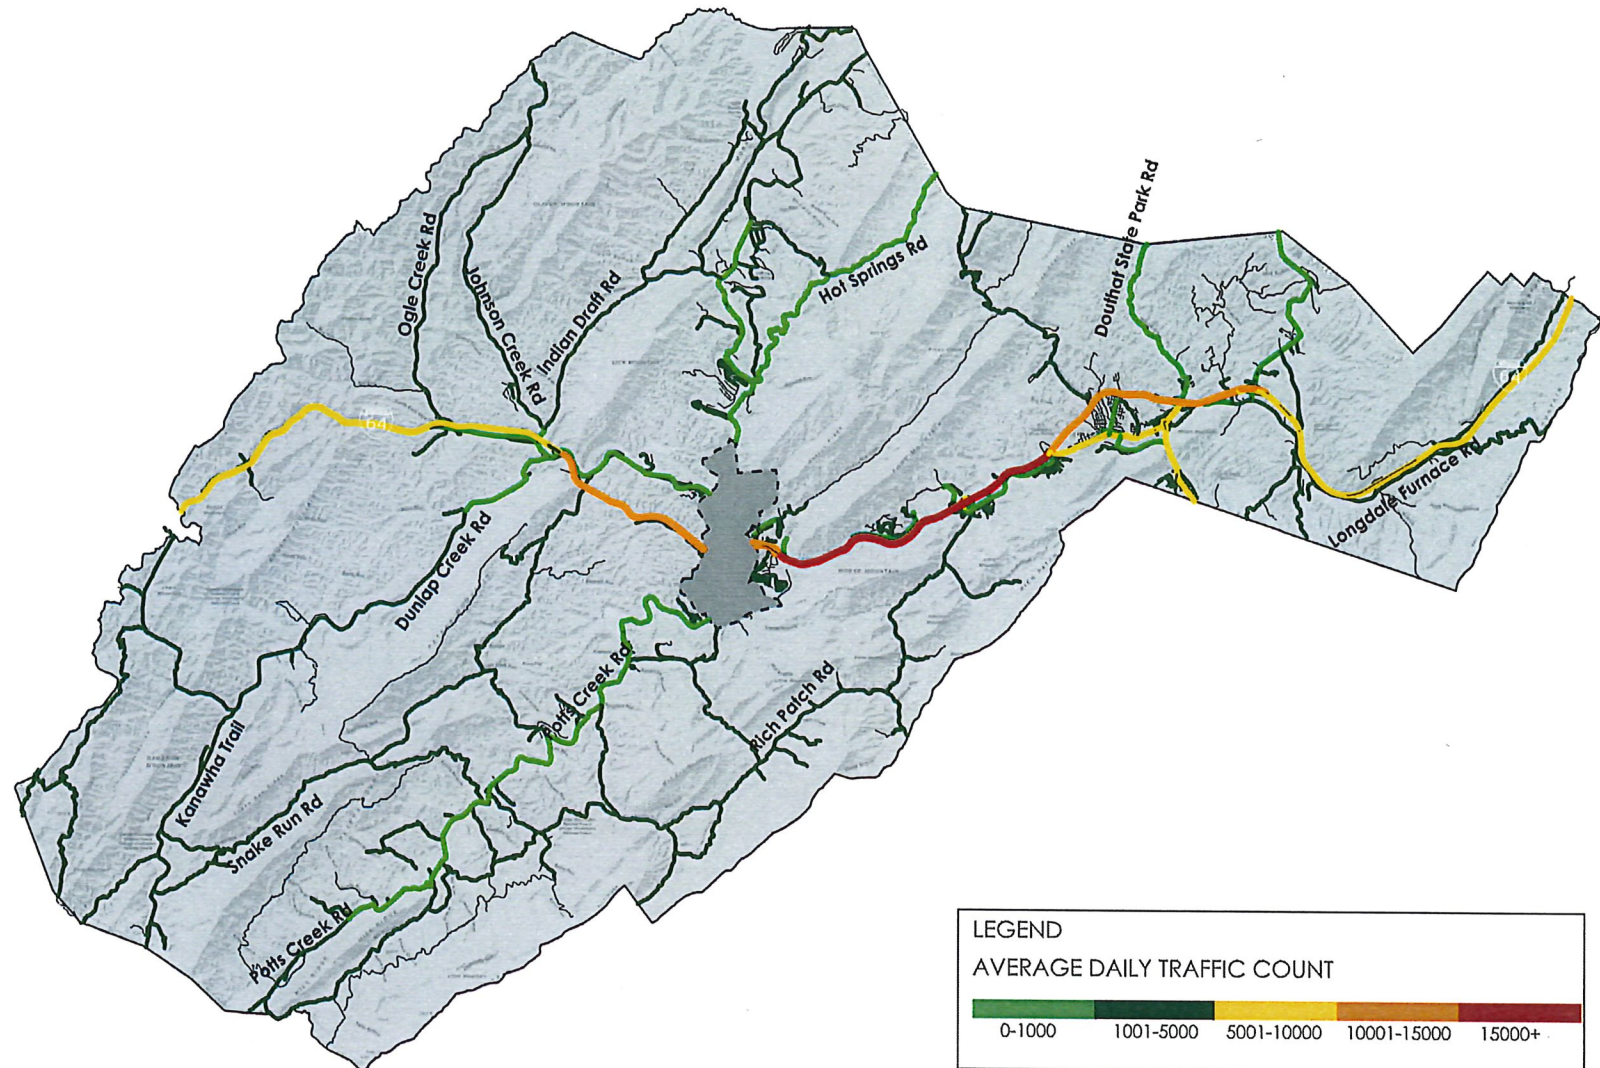 Douthat State Park Rd
Ogle Creek Rd
Johnson Creek Rd
Indian Draft Rd
Hot Springs Rd
64
64
Longdale Furnace Rd
Dunlap Creek Rd
Potts Creek Rd
Rich Patch Rd
Kanawha Trail
Snake Run Rd
Potts Creek Rd
LEGEND
AVERAGE DAILY TRAFFIC COUNT
0-1000
1001-5000
5001-10000
10001-15000
15000+